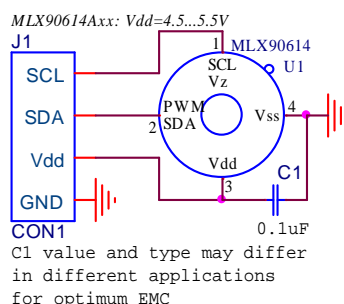 MLX90614Axx: Vdd=4.5...5.5V
J1
SCL
SDA
Vdd
GND
CON1
1
MLX90614
U1
SCL
Vz
PWM
SDA
2
Vss
4
Vdd
3
C1
0.1uF
C1 value and type may differ
in different applications
for optimum EMC